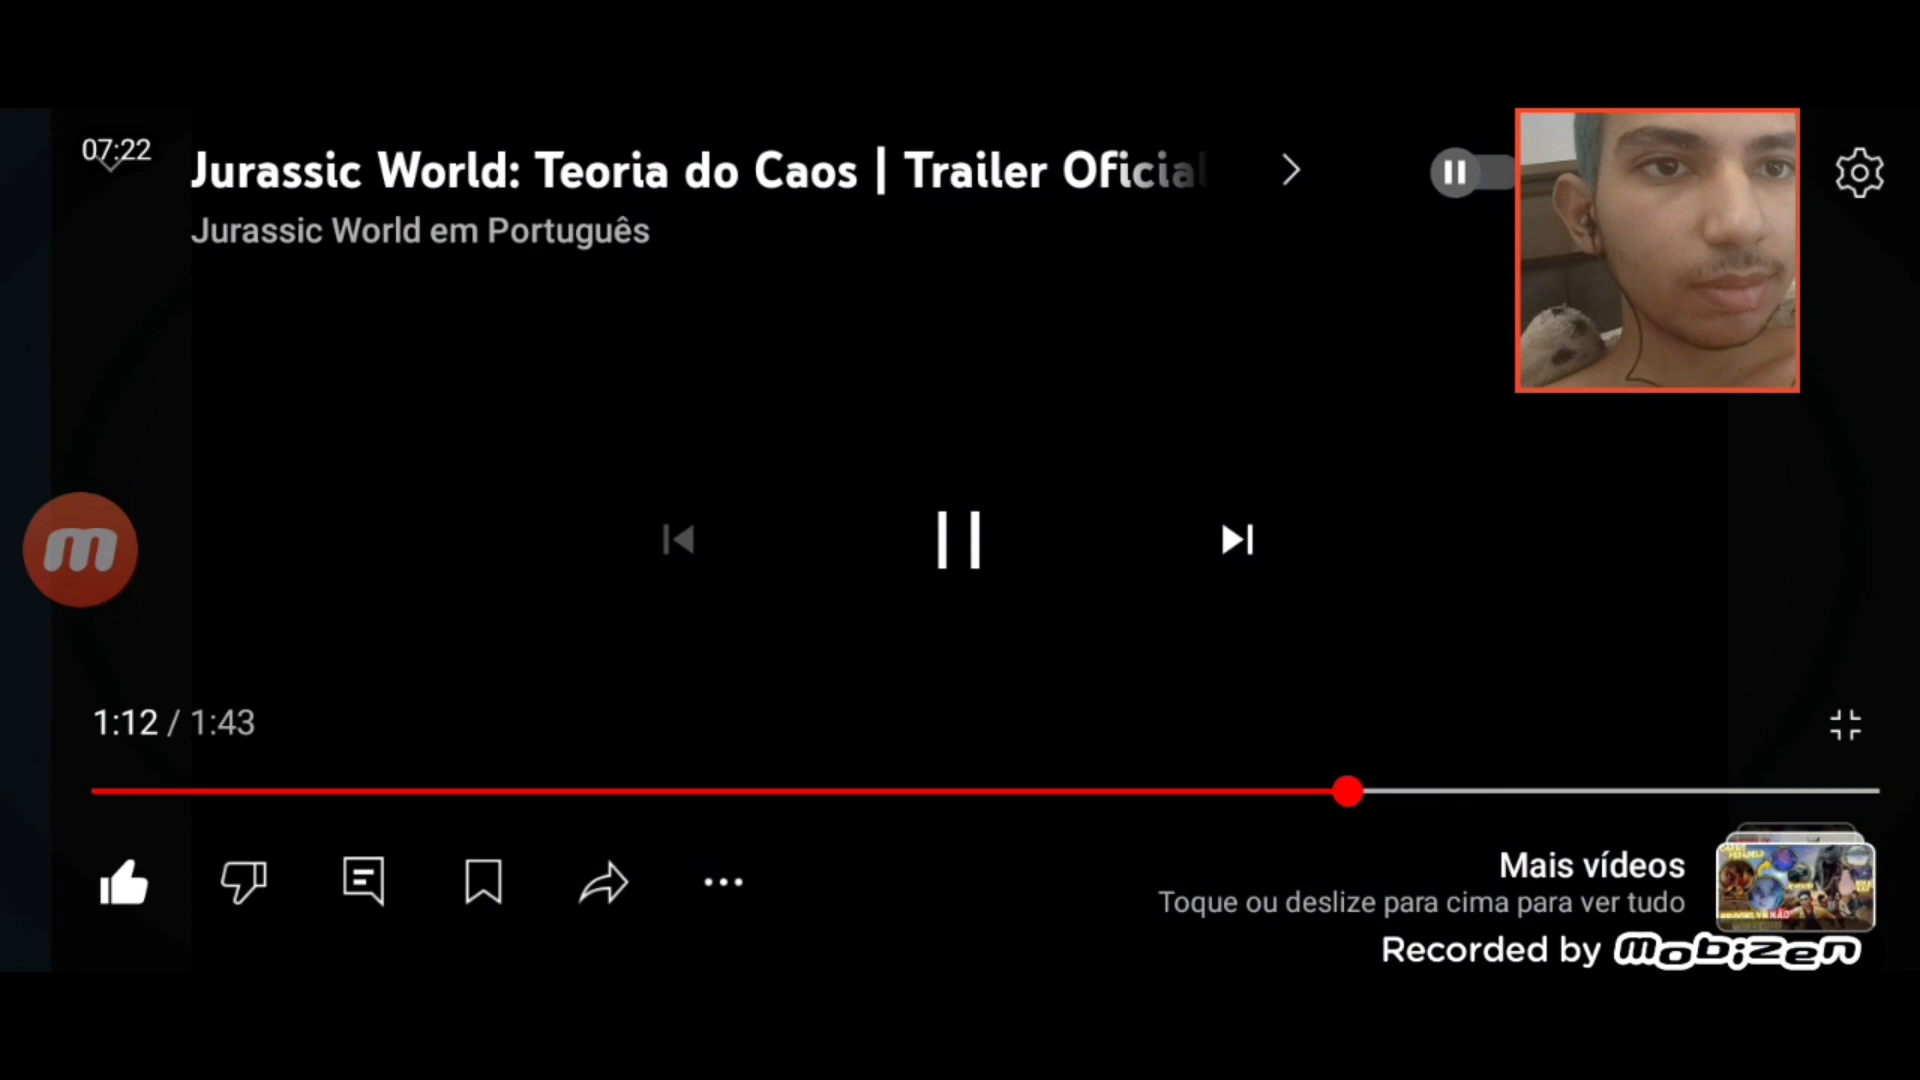 07:22
Jurassic World: Teoria do Caos | Trailer Oficial
Jurassic World em Português
m
1:12 / 1:43
Mais vídeos
Toque ou deslize para cima para ver tudo
Recorded by mobizen